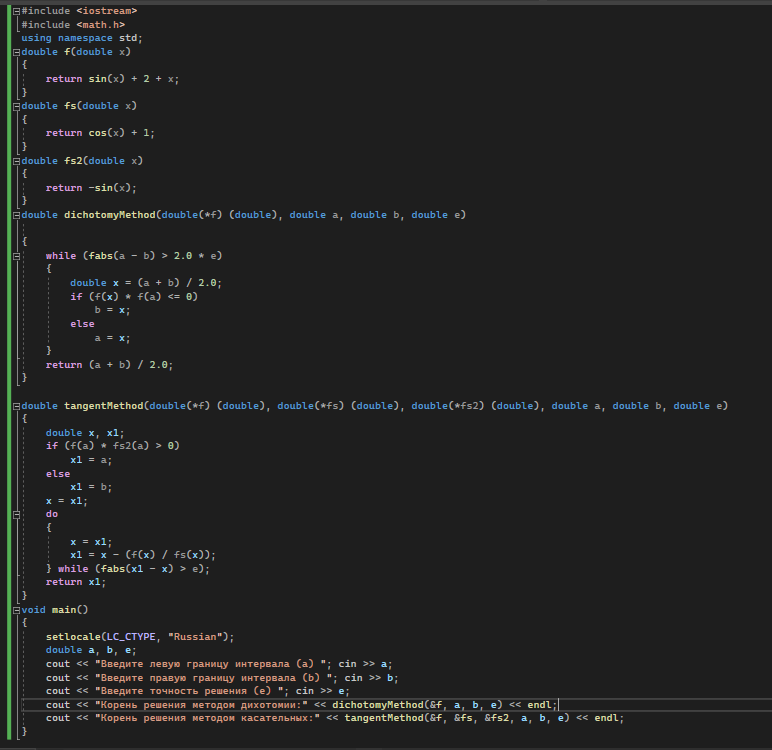 #include <iostream>
#include <math.h>
using namespace std;
double f(double x)
{
    return sin(x) + 2 + x;
}
double fs(double x)
{
    return cos(x) + 1;
}
double fs2(double x)
{
    return -sin(x);
}
double dichotomyMethod(double(*f) (double), double a, double b, double e)

{
    while (fabs(a - b) > 2.0 * e)
    {
        double x = (a + b) / 2.0;
        if (f(x) * f(a) <= 0)
            b = x;
        else
            a = x;
    }
    return (a + b) / 2.0;
}

double tangentMethod(double(*f) (double), double(*fs) (double), double(*fs2) (double), double a, double b, double e)
{
    double x, x1;
    if (f(a) * fs2(a) > 0)
        x1 = a;
    else
        x1 = b;
    x = x1;
    do
    {
        x = x1;
        x1 = x - (f(x) / fs(x));
    } while (fabs(x1 - x) > e);
    return x1;
}
void main()
{
    setlocale(LC_CTYPE, "Russian");
    double a, b, e;
    cout << "Введите левую границу интервала (a) "; cin >> a;
    cout << "Введите правую границу интервала (b) "; cin >> b;
    cout << "Введите точность решения (e) "; cin >> e;
    cout << "Корень решения методом дихотомии:" << dichotomyMethod(&f, a, b, e) << endl;
    cout << "Корень решения методом касательных:" << tangentMethod(&f, &fs, &fs2, a, b, e) << endl;
}